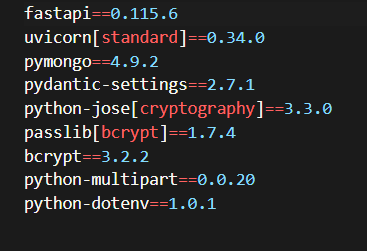 fastapi==0.115.6
uvicorn[standard]==0.34.0
pymongo==4.9.2
pydantic-settings==2.7.1
python-jose[cryptography]==3.3.0
passlib[bcrypt]==1.7.4
bcrypt==3.2.2
python-multipart==0.0.20
python-dotenv==1.0.1